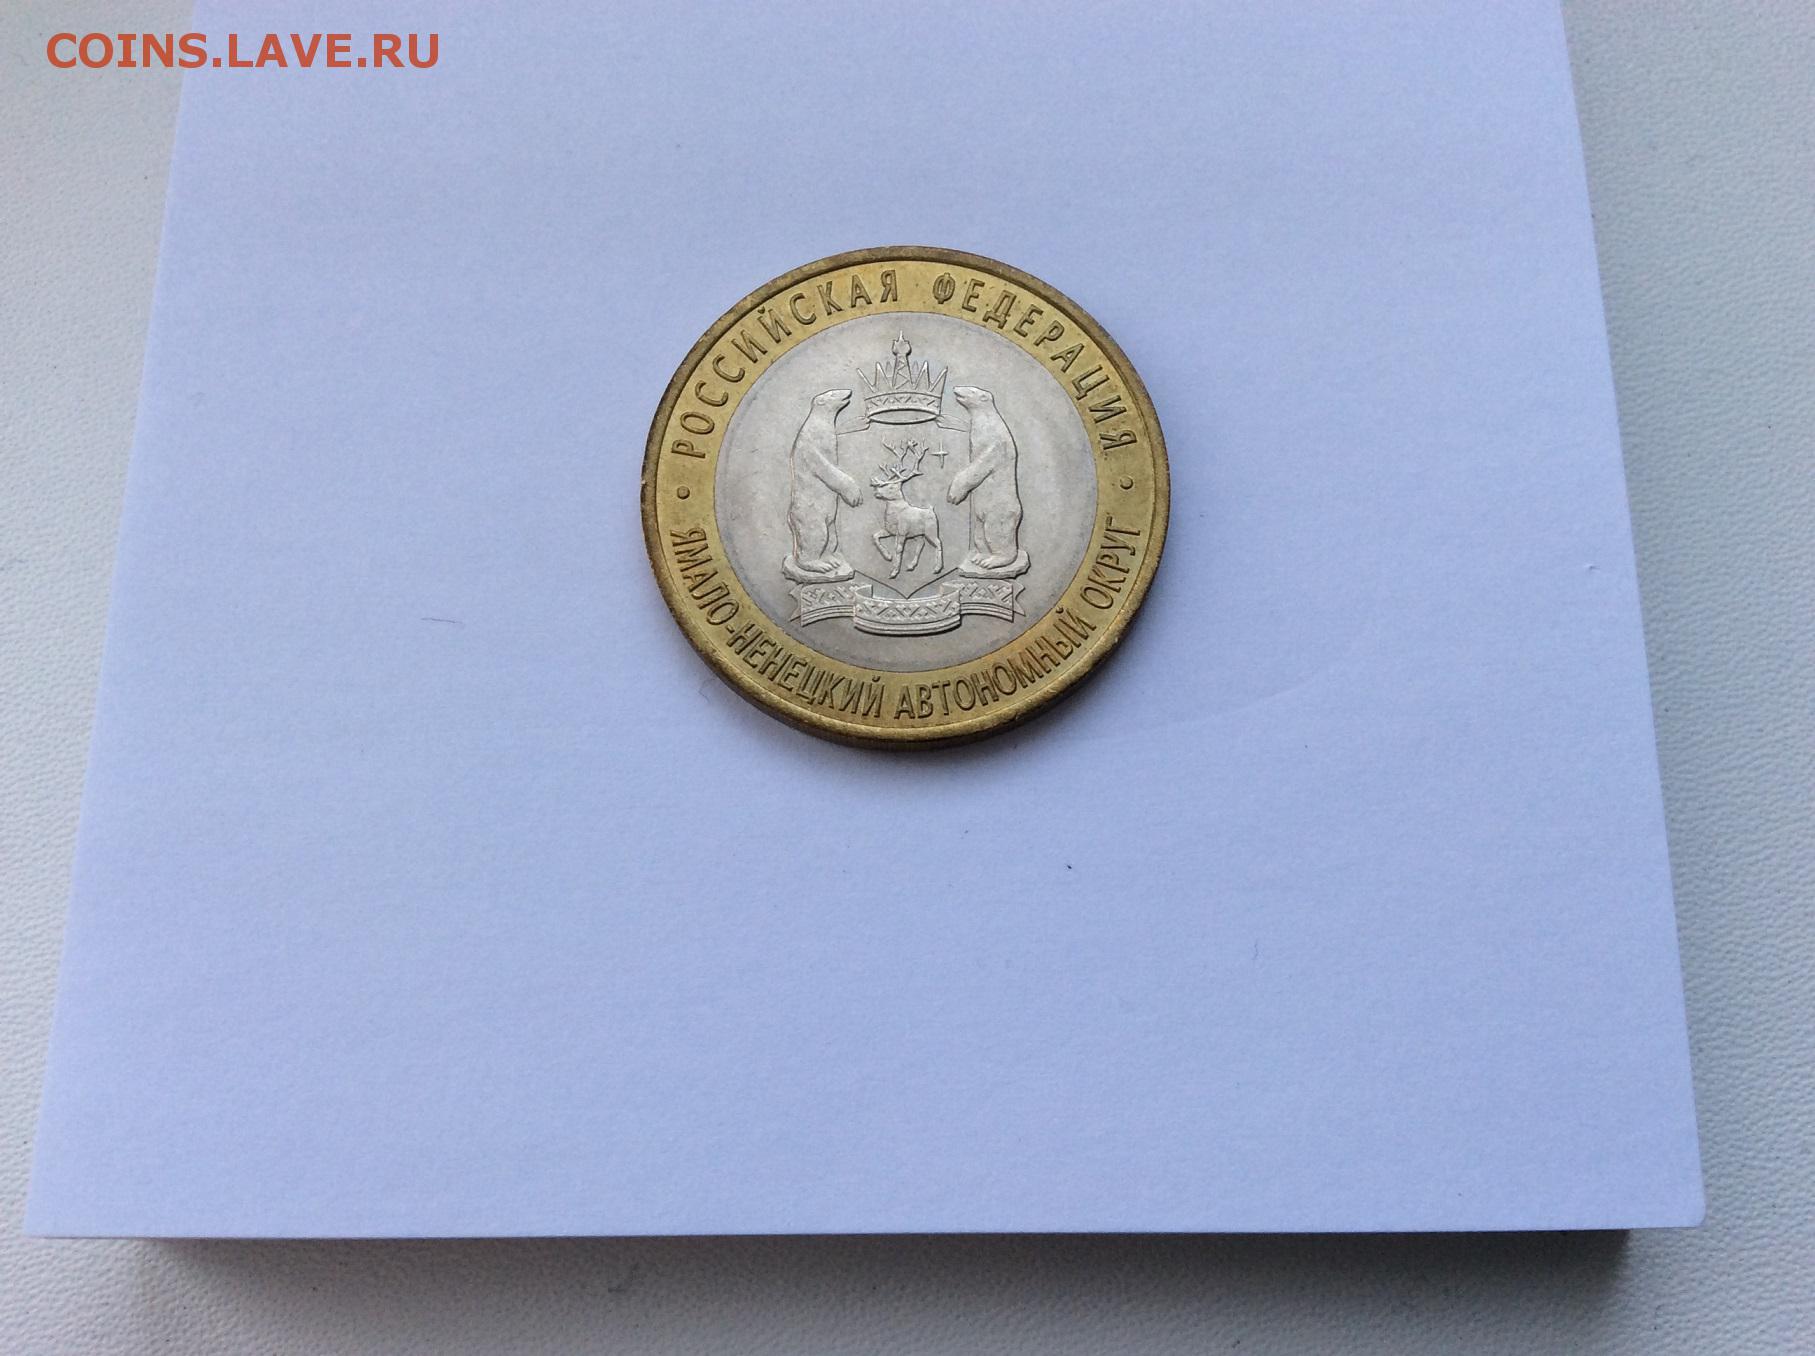 COINS.LAVE.RU
РОССИЙСКАЯ ФЕДЕРАЦИЯ
ЯМАЛО-НЕНЕЦКИЙ АВТОНОМНЫЙ ОКРУГ